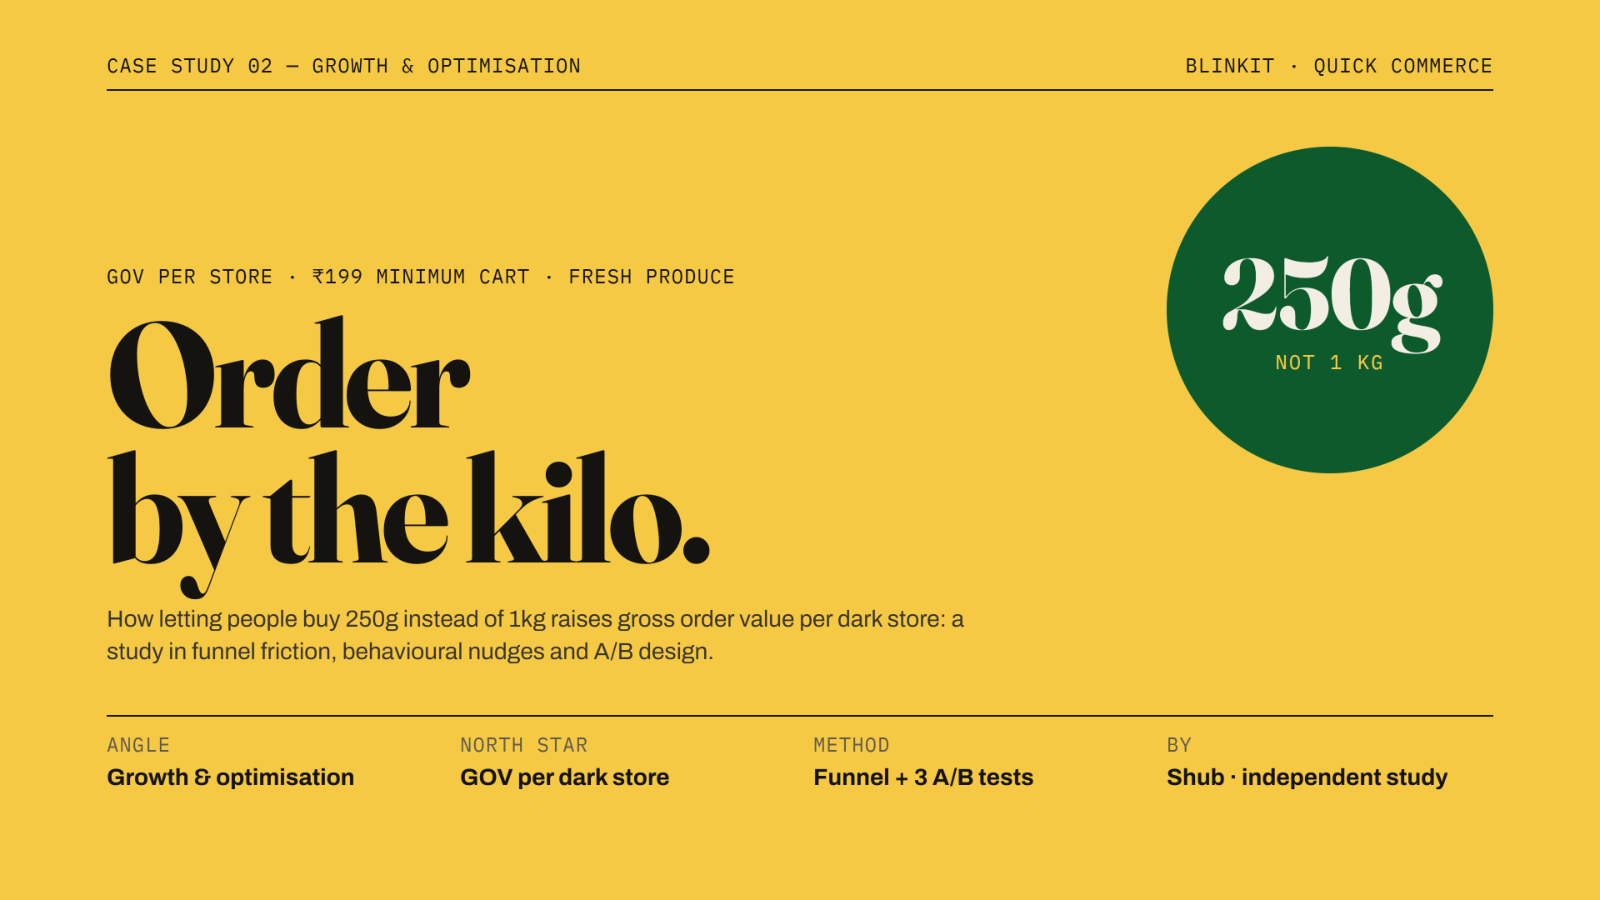 CASE STUDY 02 — GROWTH & OPTIMISATION
BLINKIT · QUICK COMMERCE
250g
NOT 1 KG
GOV PER STORE · ₹199 MINIMUM CART · FRESH PRODUCE
Order
by the kilo.
How letting people buy 250g instead of 1kg raises gross order value per dark store: a
study in funnel friction, behavioural nudges and A/B design.
ANGLE
Growth & optimisation
NORTH STAR
GOV per dark store
METHOD
Funnel + 3 A/B tests
BY
Shub · independent study